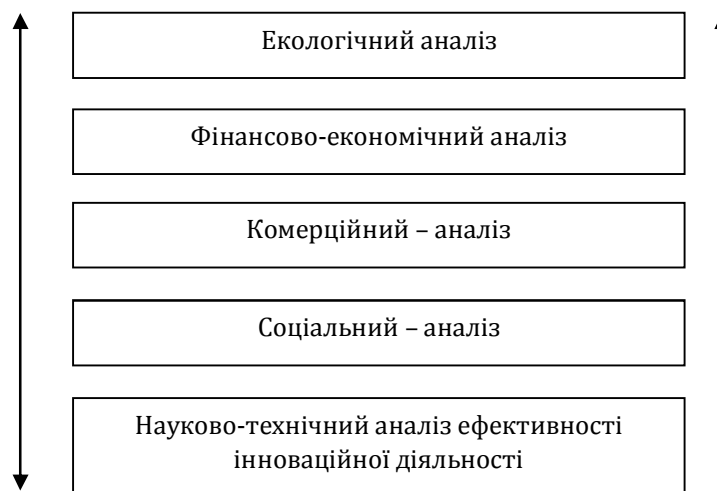 Екологічний аналіз
Фінансово-економічний аналіз
Комерційний – аналіз
Соціальний – аналіз
Науково-технічний аналіз ефективності
інноваційної діяльності